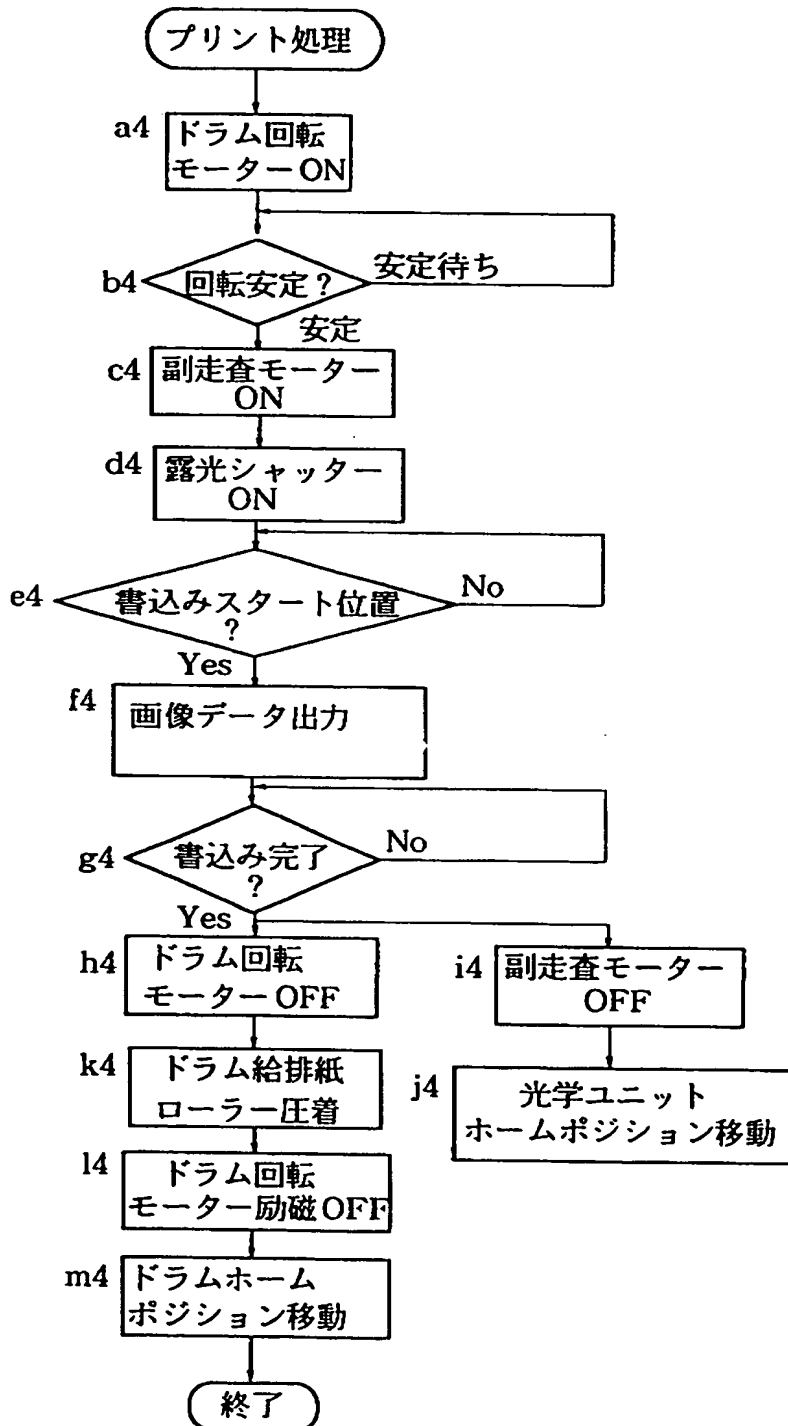 プリント処理
a4
ドラム回転
モーターON
b4
回転安定?
安定待ち
安定
c4
副走査モーター
ON
d4
露光シャッター
ON
e4
書込みスタート位置
?
No
Yes
f4
画像データ出力
g4
書込み完了
?
No
Yes
h4
ドラム回転
モーターOFF
i4
副走査モーター
OFF
k4
ドラム給排紙
ローラー圧着
j4
光学ユニット
ホームポジション移動
l4
ドラム回転
モーター励磁OFF
m4
ドラムホーム
ポジション移動
終了